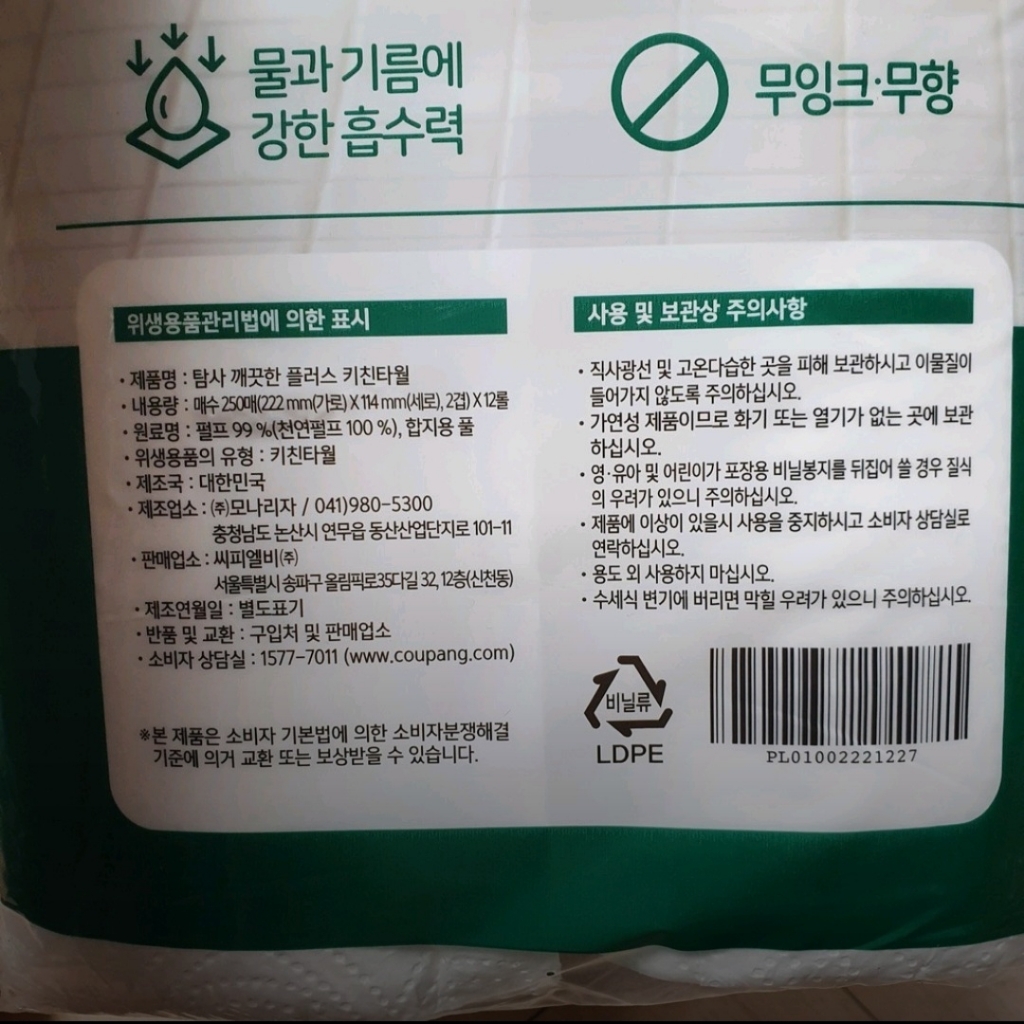 물과 기름에
강한 흡수력
무잉크·무향
위생용품관리법에 의한 표시
· 제품명 : 탐사 깨끗한 플러스 키친타월
· 내용량 : 매수 250매(222 mm(가로) X 114 mm(세로), 2겹) X 12롤
· 원료명 : 펄프 99 %(천연펄프 100 %), 합지용 풀
· 위생용품의 유형 : 키친타월
· 제조국 : 대한민국
· 제조업소 : ㈜모나리자 / 041)980-5300
충청남도 논산시 연무읍 동산산업단지로 101-11
· 판매업소 : 씨피엘비㈜
서울특별시 송파구 올림픽로35다길 32, 12층(신천동)
· 제조연월일 : 별도표기
· 반품 및 교환 : 구입처 및 판매업소
· 소비자 상담실 : 1577-7011 (www.coupang.com)
※본 제품은 소비자 기본법에 의한 소비자분쟁해결
기준에 의거 교환 또는 보상받을 수 있습니다.
사용 및 보관상 주의사항
· 직사광선 및 고온다습한 곳을 피해 보관하시고 이물질이
들어가지 않도록 주의하십시오.
· 가연성 제품이므로 화기 또는 열기가 없는 곳에 보관
하십시오.
· 영·유아 및 어린이가 포장용 비닐봉지를 뒤집어 쓸 경우 질식
의 우려가 있으니 주의하십시오.
· 제품에 이상이 있을시 사용을 중지하시고 소비자 상담실로
연락하십시오.
· 용도 외 사용하지 마십시오.
· 수세식 변기에 버리면 막힐 우려가 있으니 주의하십시오.
비닐류
LDPE
PL01002221227